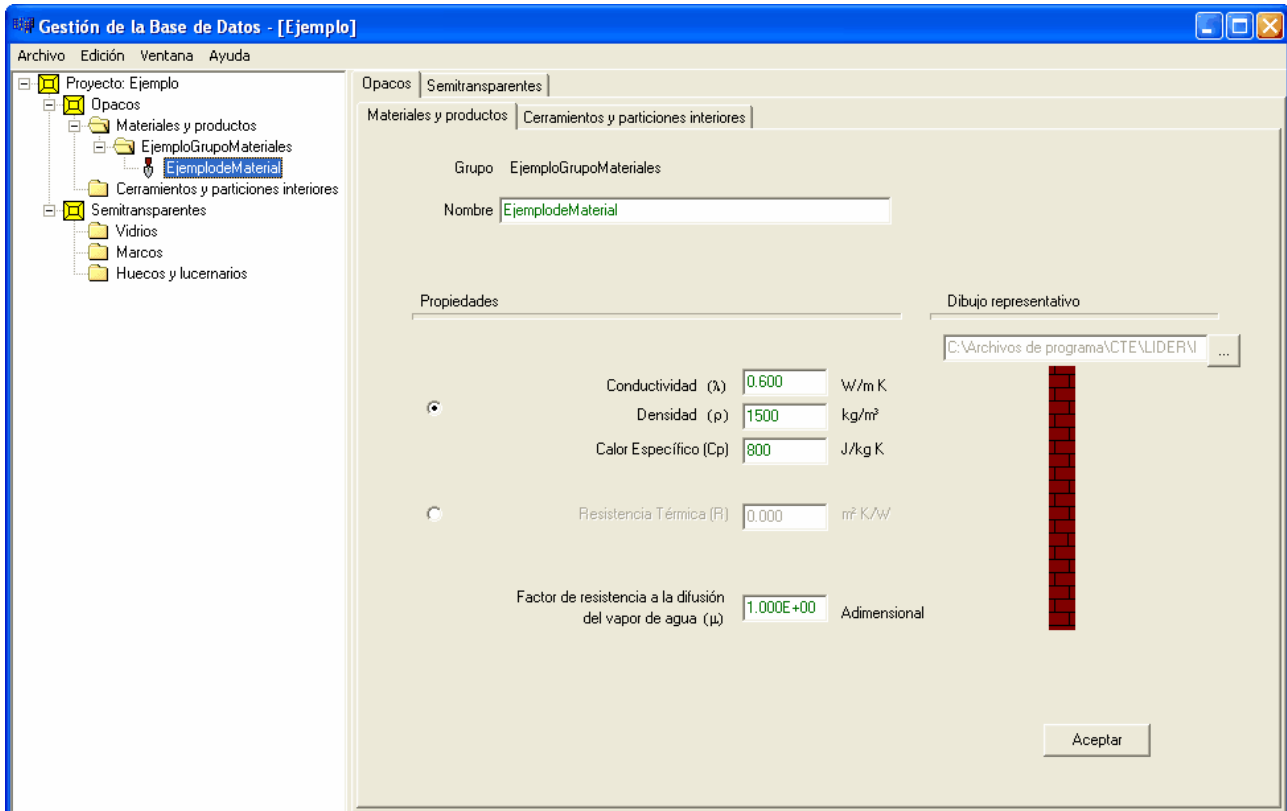 Gestión de la Base de Datos - [Ejemplo]
Archivo Edición Ventana Ayuda
Proyecto: Ejemplo
Opacos
Materiales y productos
EjemploGrupoMateriales
EjemplodeMaterial
Cerramientos y particiones interiores
Semitransparentes
Vidrios
Marcos
Huecos y lucernarios
Opacos Semitransparentes
Materiales y productos Cerramientos y particiones interiores
Grupo EjemploGrupoMateriales
Nombre EjemplodeMaterial
Propiedades
Dibujo representativo
C:\Archivos de programa\CTE\LIDER\I ...
Conductividad (λ) 0.600 W/m K
Densidad (ρ) 1500 kg/m³
Calor Específico (Cp) 800 J/kg K
Resistencia Térmica (R) 0.000 m² K/W
Factor de resistencia a la difusión
del vapor de agua (μ) 1.000E+00 Adimensional
Aceptar